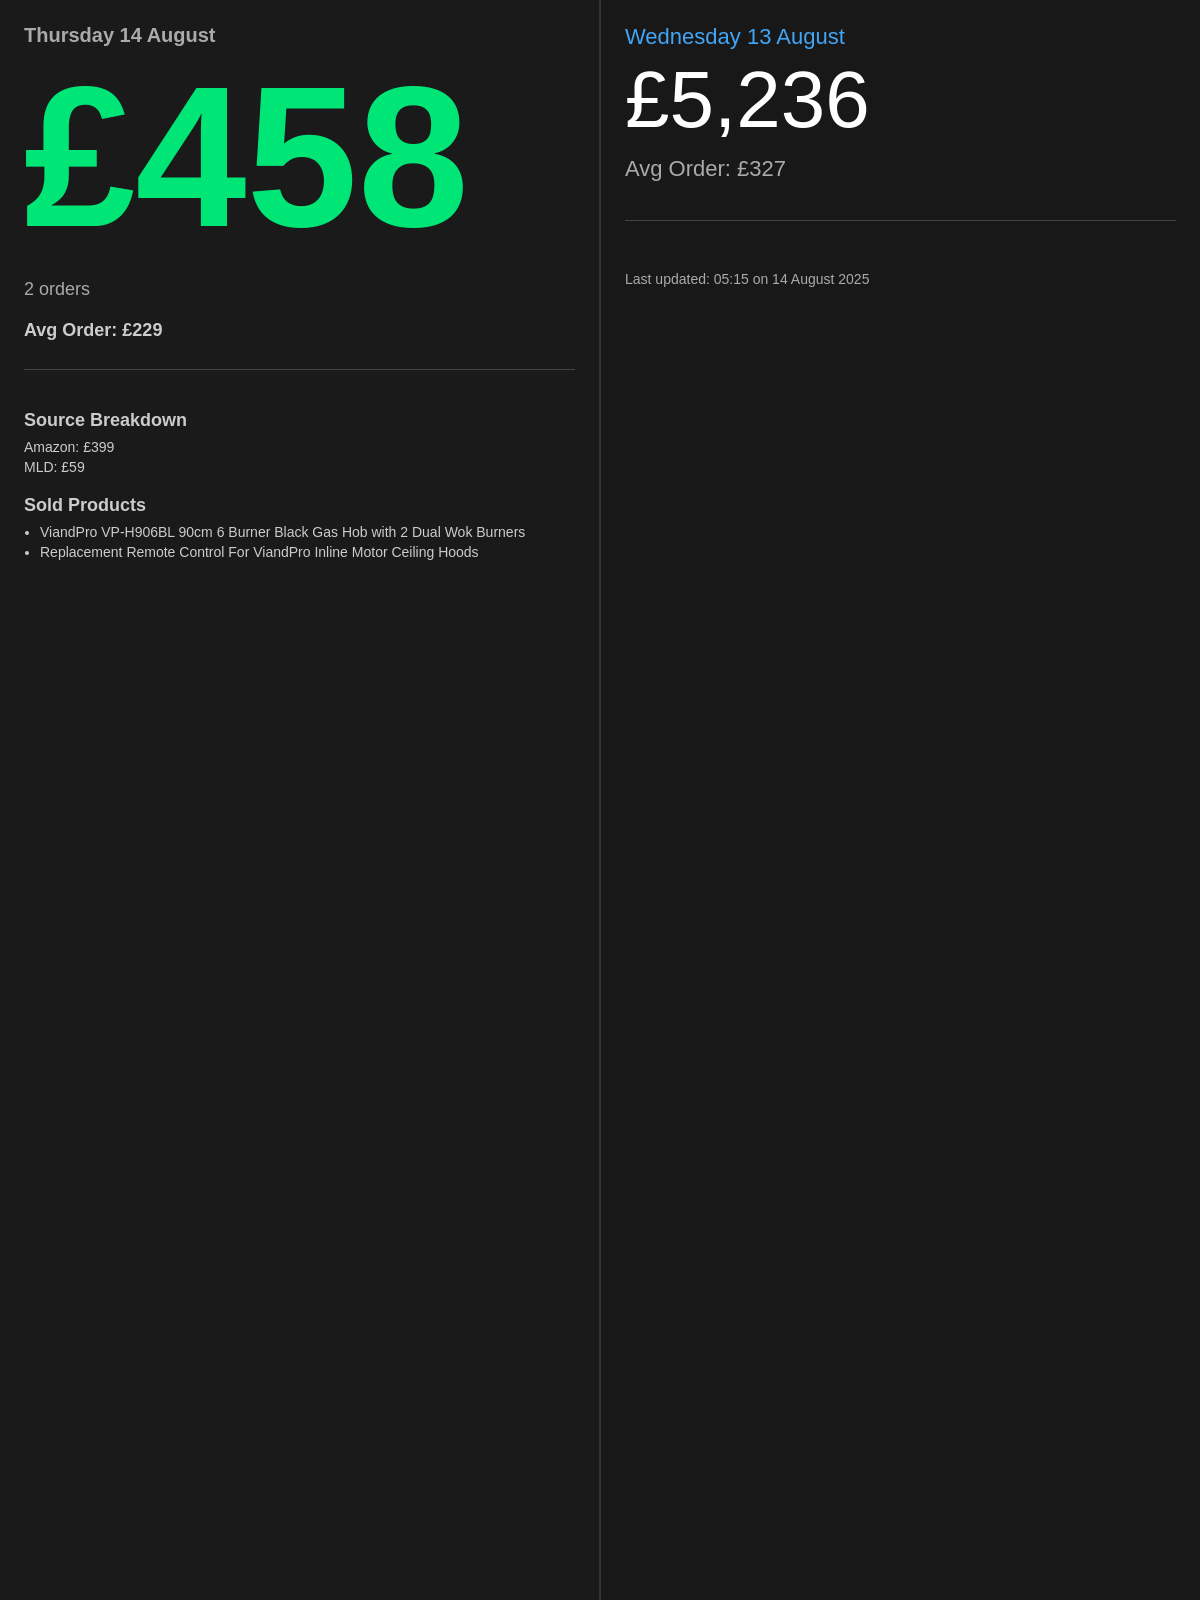 Thursday 14 August
£458
2 orders
Avg Order: £229
Source Breakdown
Amazon: £399
MLD: £59
Sold Products
• ViandPro VP-H906BL 90cm 6 Burner Black Gas Hob with 2 Dual Wok Burners
• Replacement Remote Control For ViandPro Inline Motor Ceiling Hoods
Wednesday 13 August
£5,236
Avg Order: £327
Last updated: 05:15 on 14 August 2025